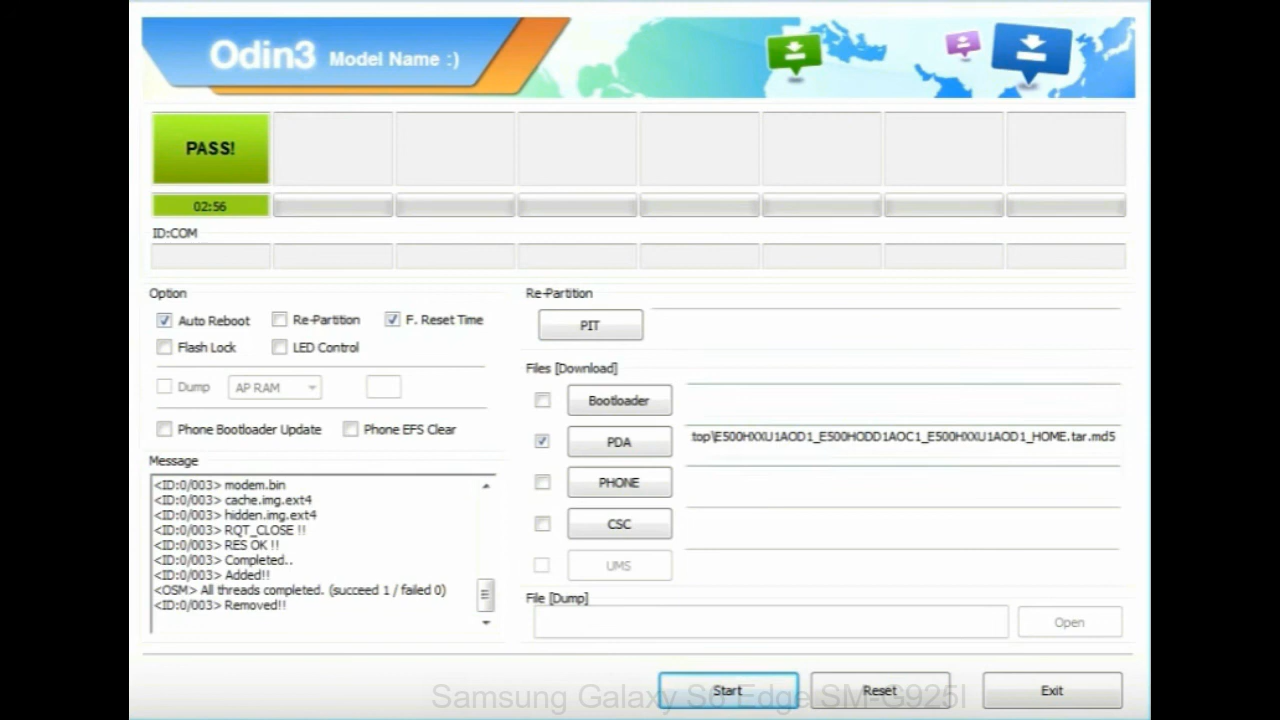 Odin3 Model Name :)
PASS!
02:56
ID:COM
Option
Auto Reboot Re-Partition F. Reset Time
Flash Lock LED Control
Dump AP RAM
Phone Bootloader Update Phone EFS Clear
Message
<ID:0/003> modem.bin
<ID:0/003> cache.img.ext4
<ID:0/003> hidden.img.ext4
<ID:0/003> RQT_CLOSE !!
<ID:0/003> RES OK !!
<ID:0/003> Completed..
<ID:0/003> Added!!
<OSM> All threads completed. (succeed 1 / failed 0)
<ID:0/003> Removed!!
Re-Partition
PIT
Files [Download]
Bootloader
PDA top\E500HXXU1AOD1_E500HODD1AOC1_E500HXXU1AOD1_HOME.tar.md5
PHONE
CSC
UMS
File [Dump]
Open
Start Reset Exit
Samsung Galaxy S6 Edge SM-G925I